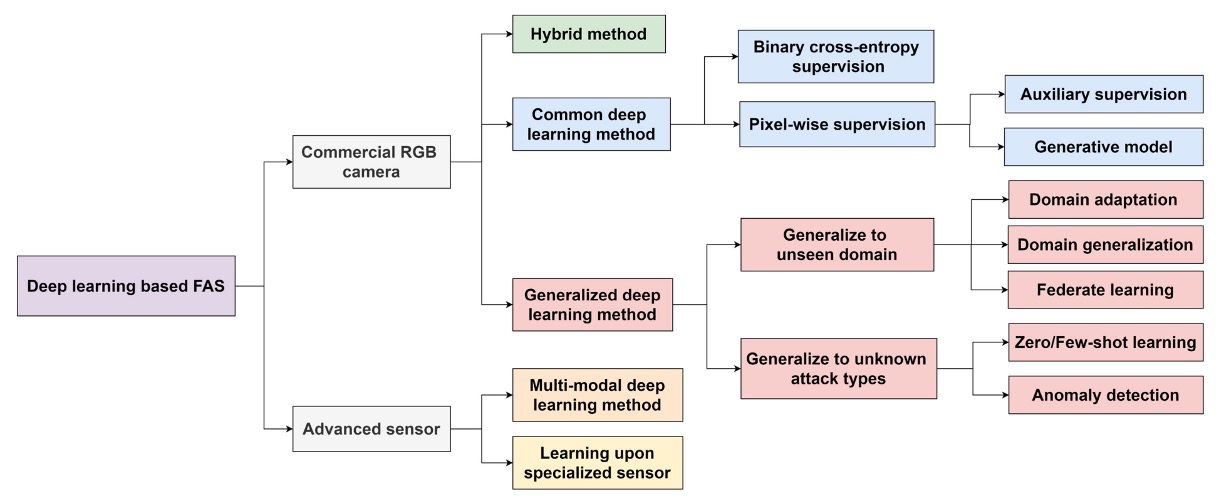 Deep learning based FAS
Commercial RGB
camera
Advanced sensor
Hybrid method
Common deep
learning method
Generalized deep
learning method
Multi-modal deep
learning method
Learning upon
specialized sensor
Binary cross-entropy
supervision
Pixel-wise supervision
Generalize to
unseen domain
Generalize to unknown
attack types
Auxiliary supervision
Generative model
Domain adaptation
Domain generalization
Federate learning
Zero/Few-shot learning
Anomaly detection